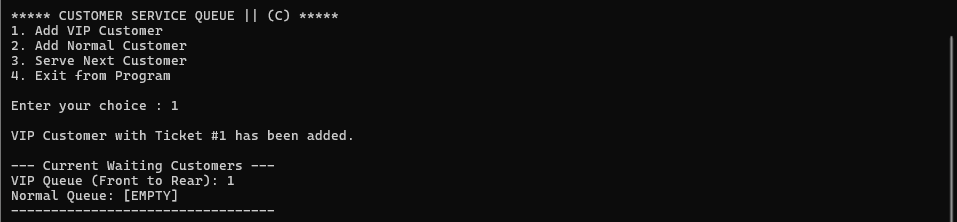 ***** CUSTOMER SERVICE QUEUE || (C) *****
1. Add VIP Customer
2. Add Normal Customer
3. Serve Next Customer
4. Exit from Program
Enter your choice : 1
VIP Customer with Ticket #1 has been added.
--- Current Waiting Customers ---
VIP Queue (Front to Rear): 1
Normal Queue: [EMPTY]
---------------------------------